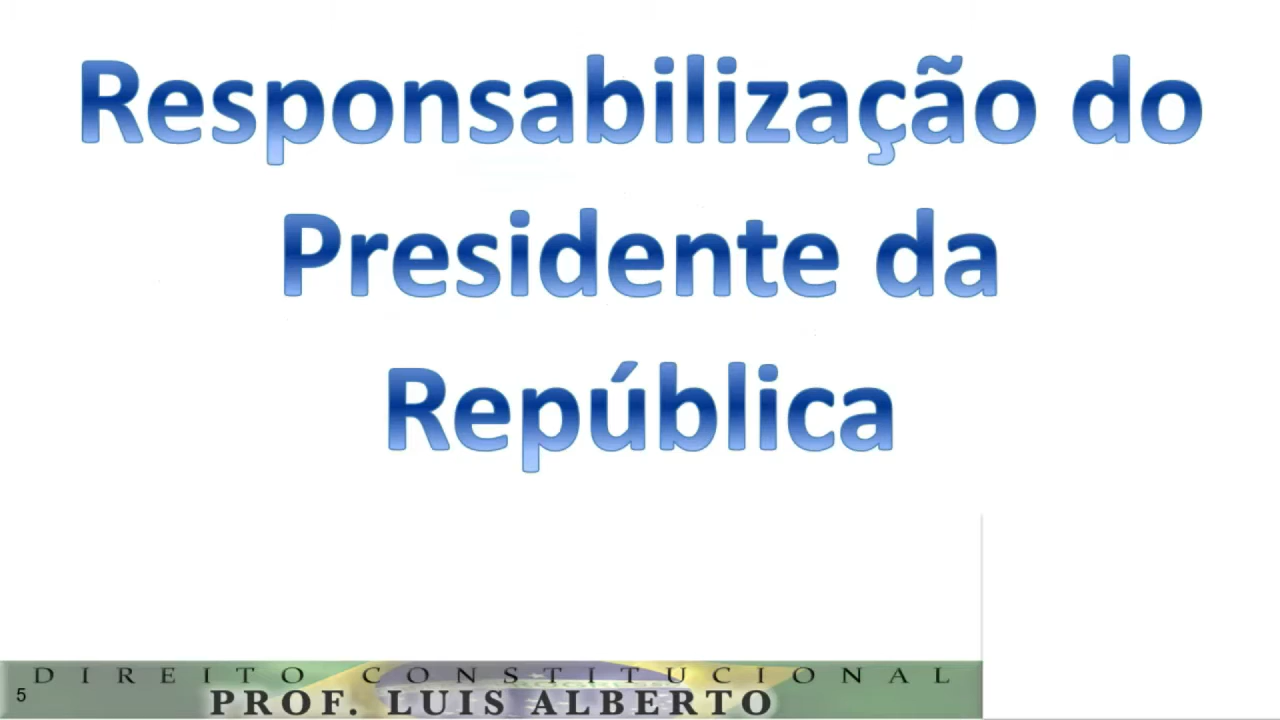 Responsabilização do
Presidente da
República
DIREITO CONSTITUCIONAL
5
PROF. LUIS ALBERTO